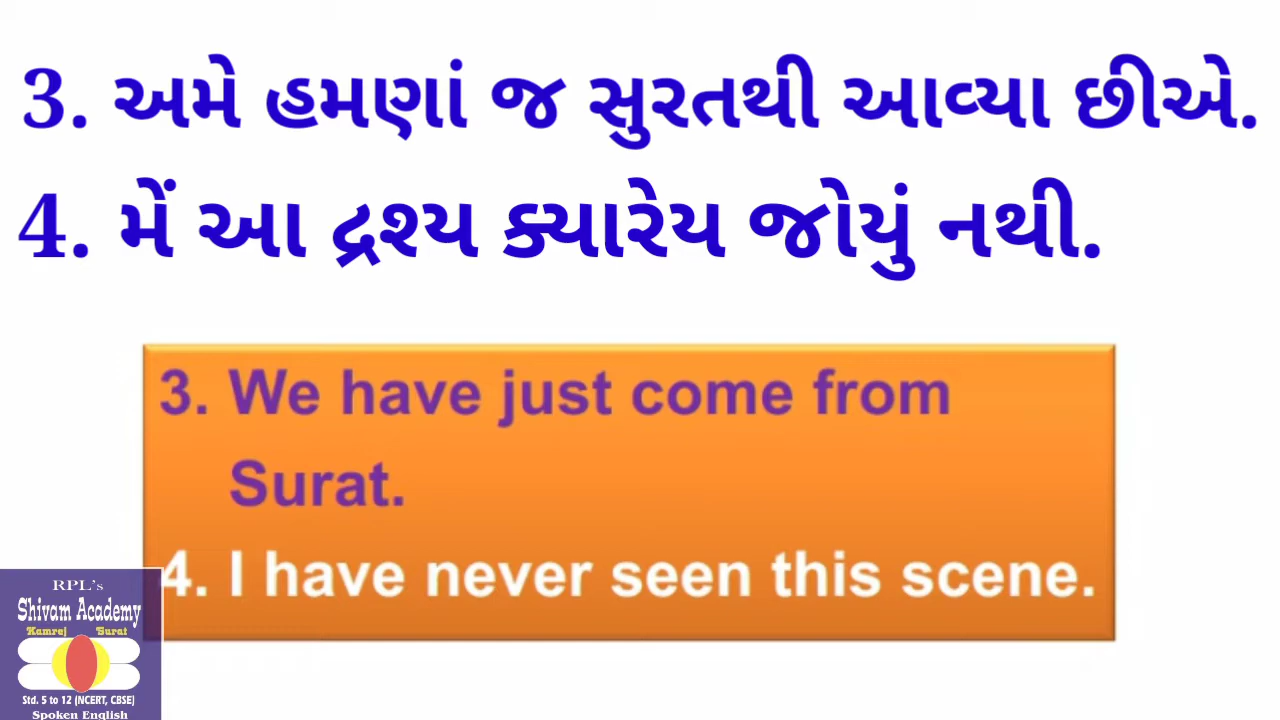 3. અમે હમણાં જ સુરતથી આવ્યા છીએ.
4. મેં આ દ્રશ્ય ક્યારેય જોયું નથી.
3. We have just come from
Surat.
4. I have never seen this scene.
RPL's
Shivam Academy
Kamrej Surat
Std. 5 to 12 (NCERT, CBSE)
Spoken English